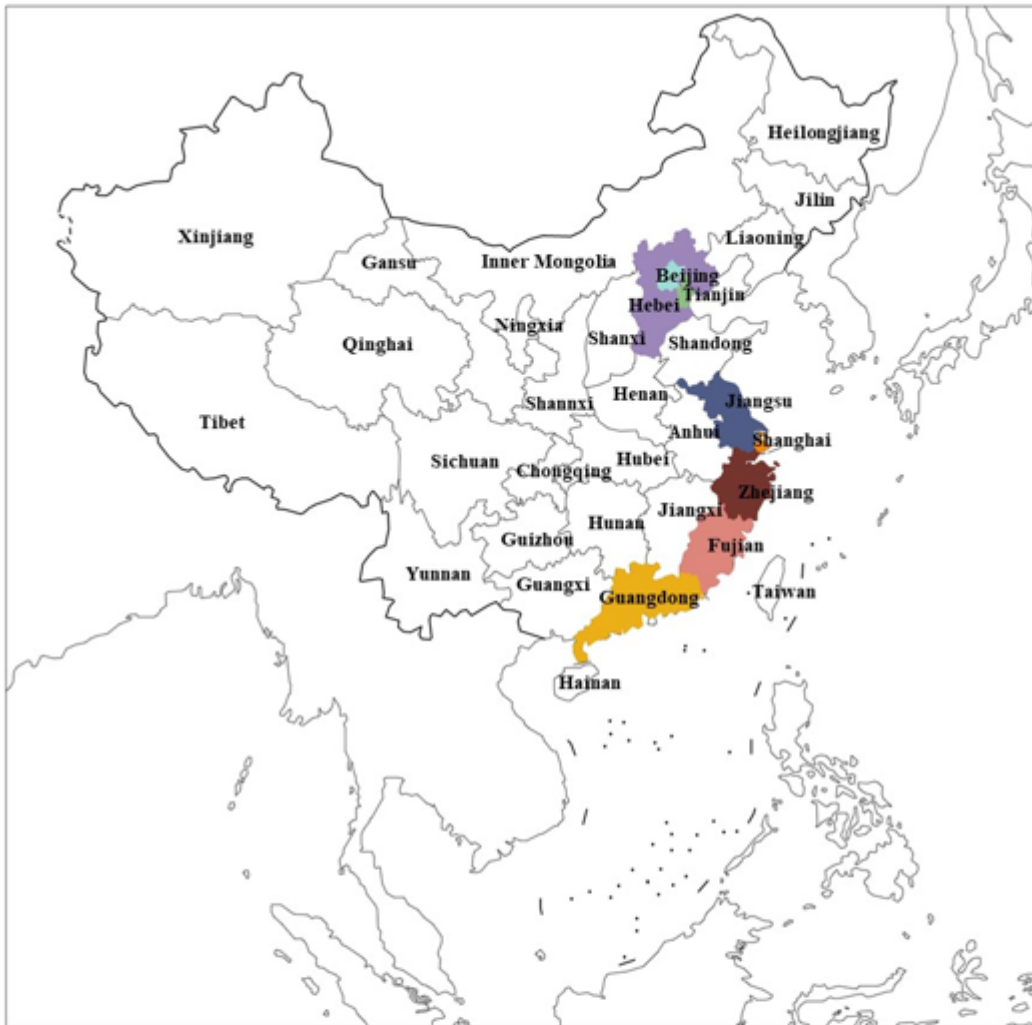 Heilongjiang
Jilin
Xinjiang
Liaoning
Gansu
Inner Mongolia
Beijing
Tianjin
Hebei
Ningxia
Shanxi
Qinghai
Shandong
Henan
Shannxi
Jiangsu
Tibet
Anhui
Shanghai
Hubei
Sichuan
Chongqing
Zhejiang
Jiangxi
Hunan
Guizhou
Fujian
Yunnan
Guangxi
Taiwan
Guangdong
Hainan